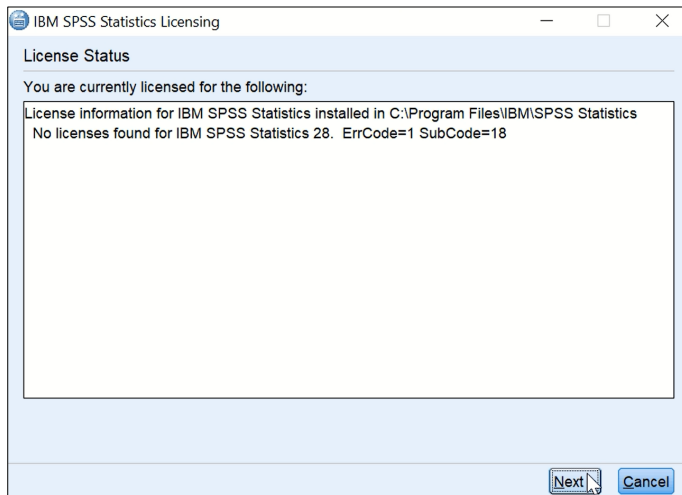 IBM SPSS Statistics Licensing
License Status
You are currently licensed for the following:
License information for IBM SPSS Statistics installed in C:\Program Files\IBM\SPSS Statistics
No licenses found for IBM SPSS Statistics 28. ErrCode=1 SubCode=18
Next Cancel